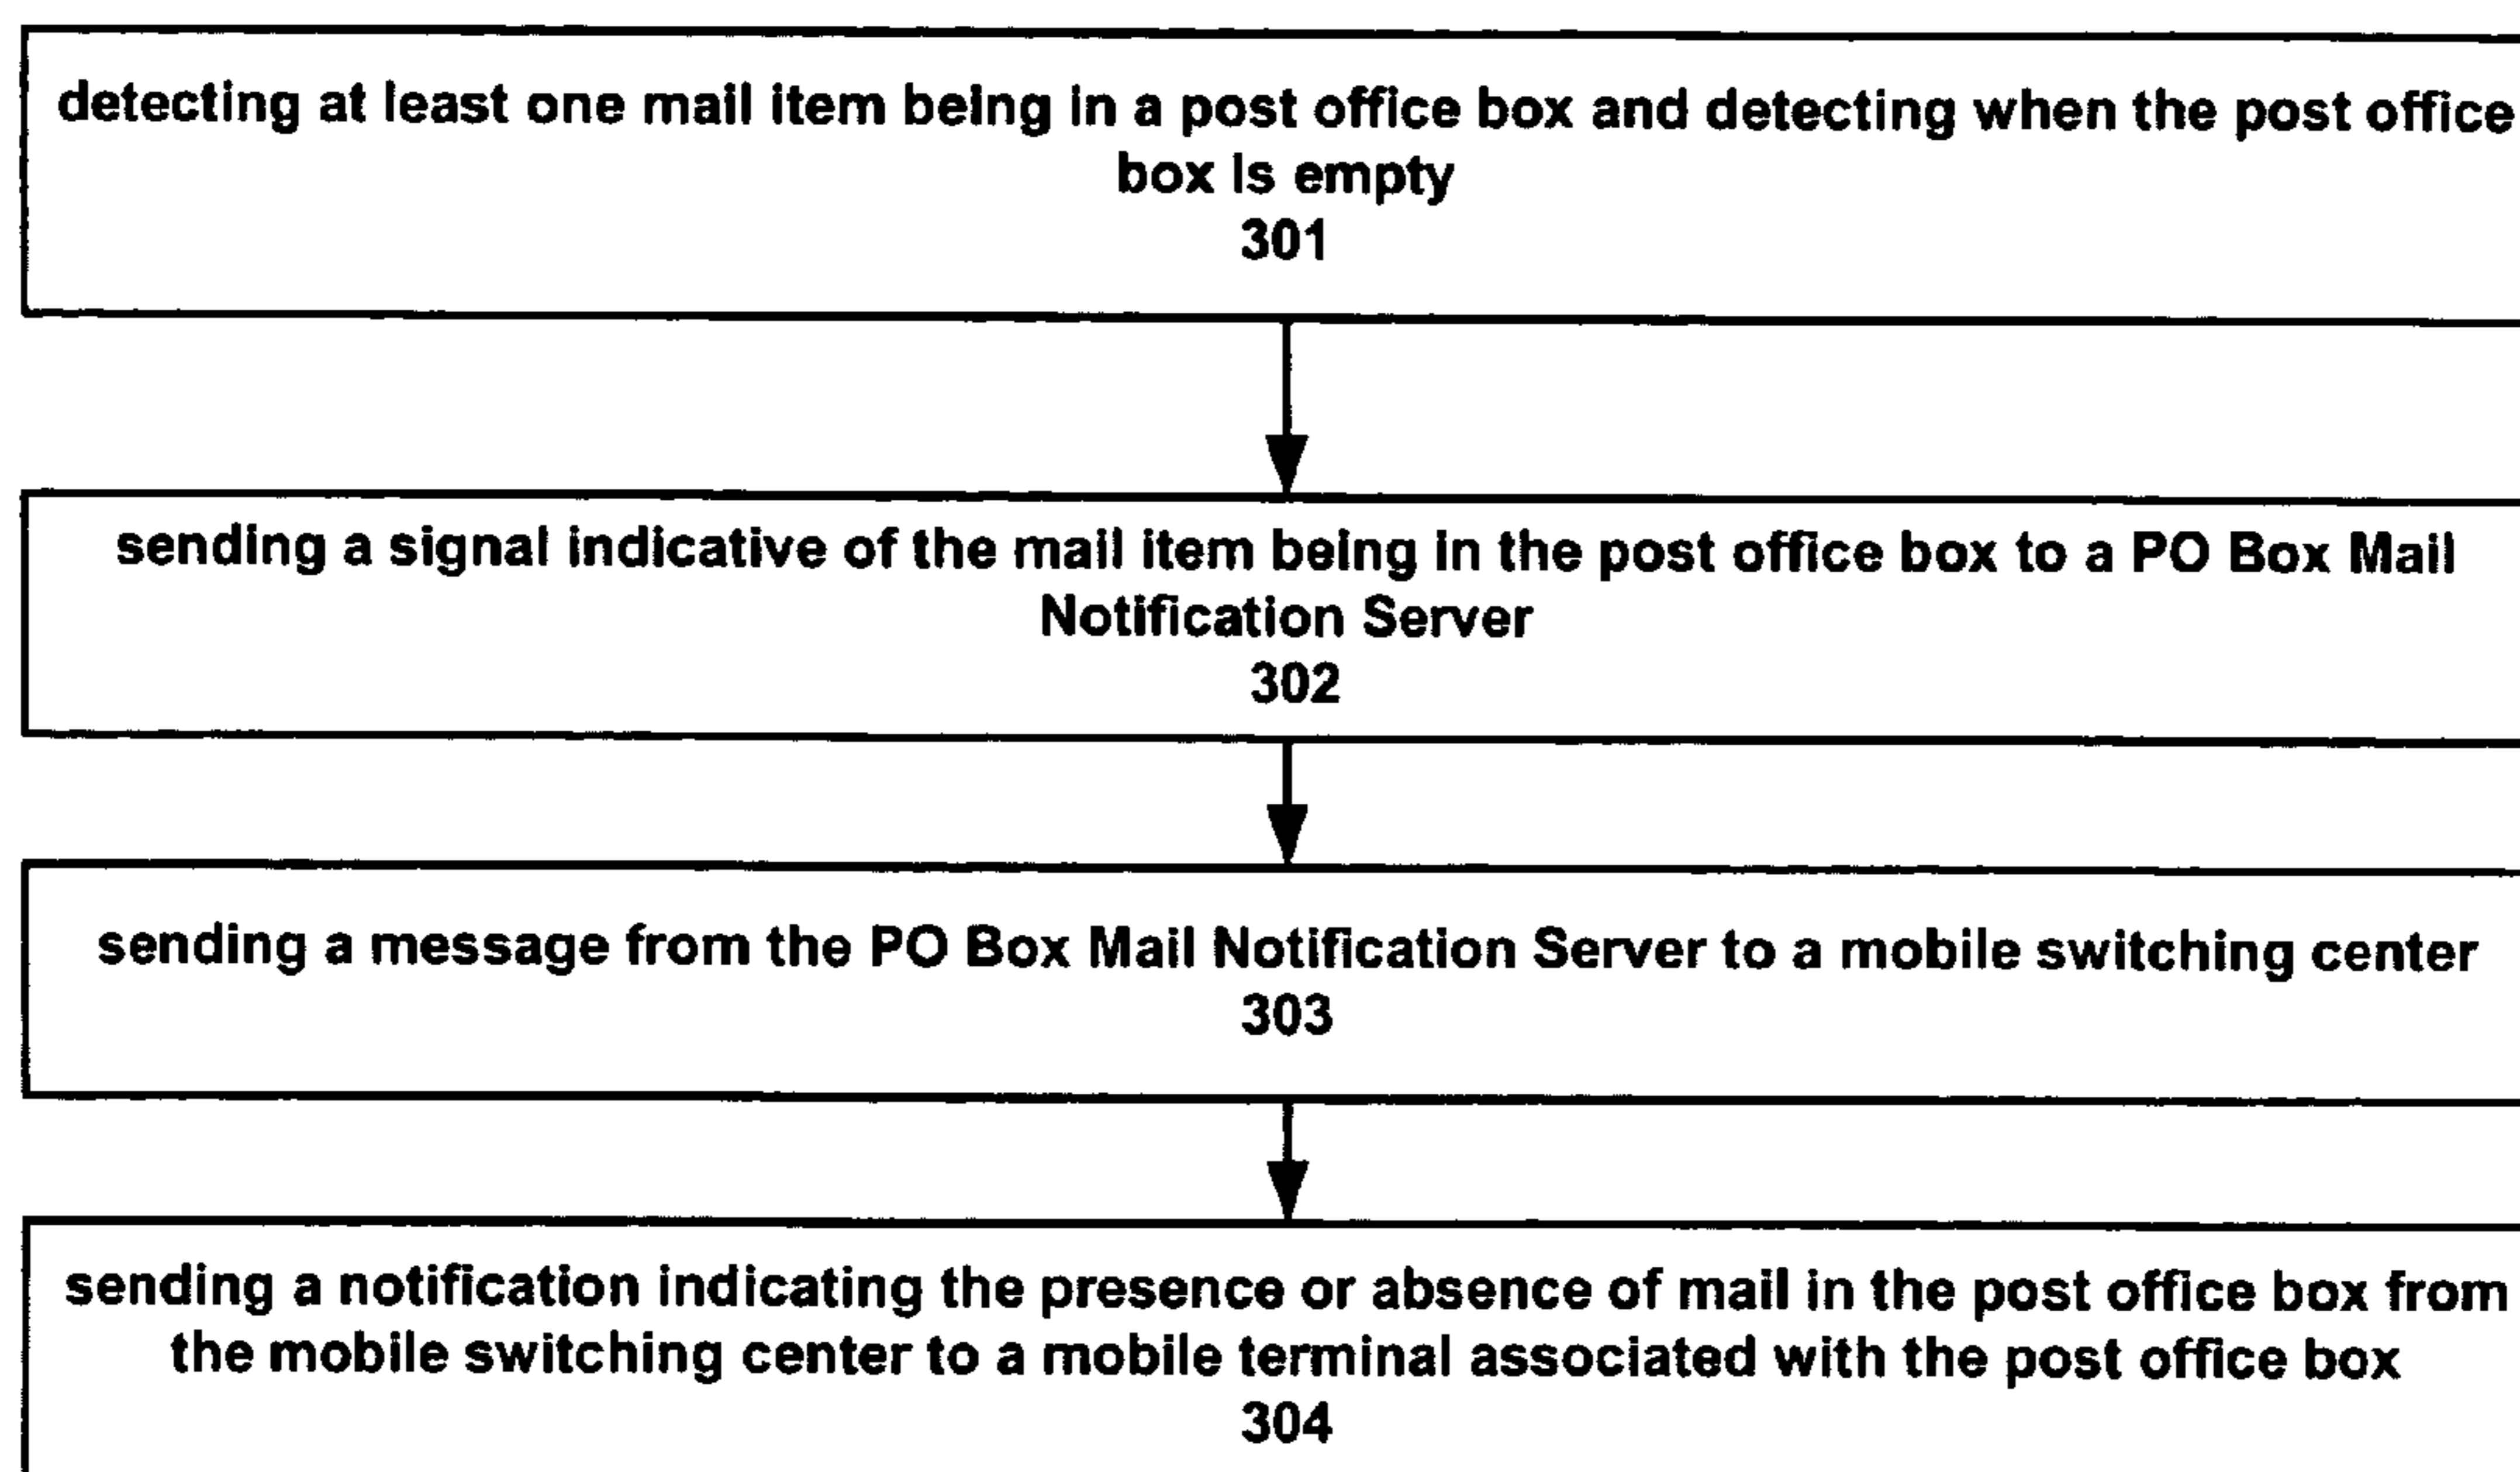 detecting at least one mail item being in a post office box and detecting when the post office
box is empty
301
sending a signal indicative of the mail item being in the post office box to a PO Box Mail
Notification Server
302
sending a message from the PO Box Mail Notification Server to a mobile switching center
303
sending a notification indicating the presence or absence of mail in the post office box from
the mobile switching center to a mobile terminal associated with the post office box
304